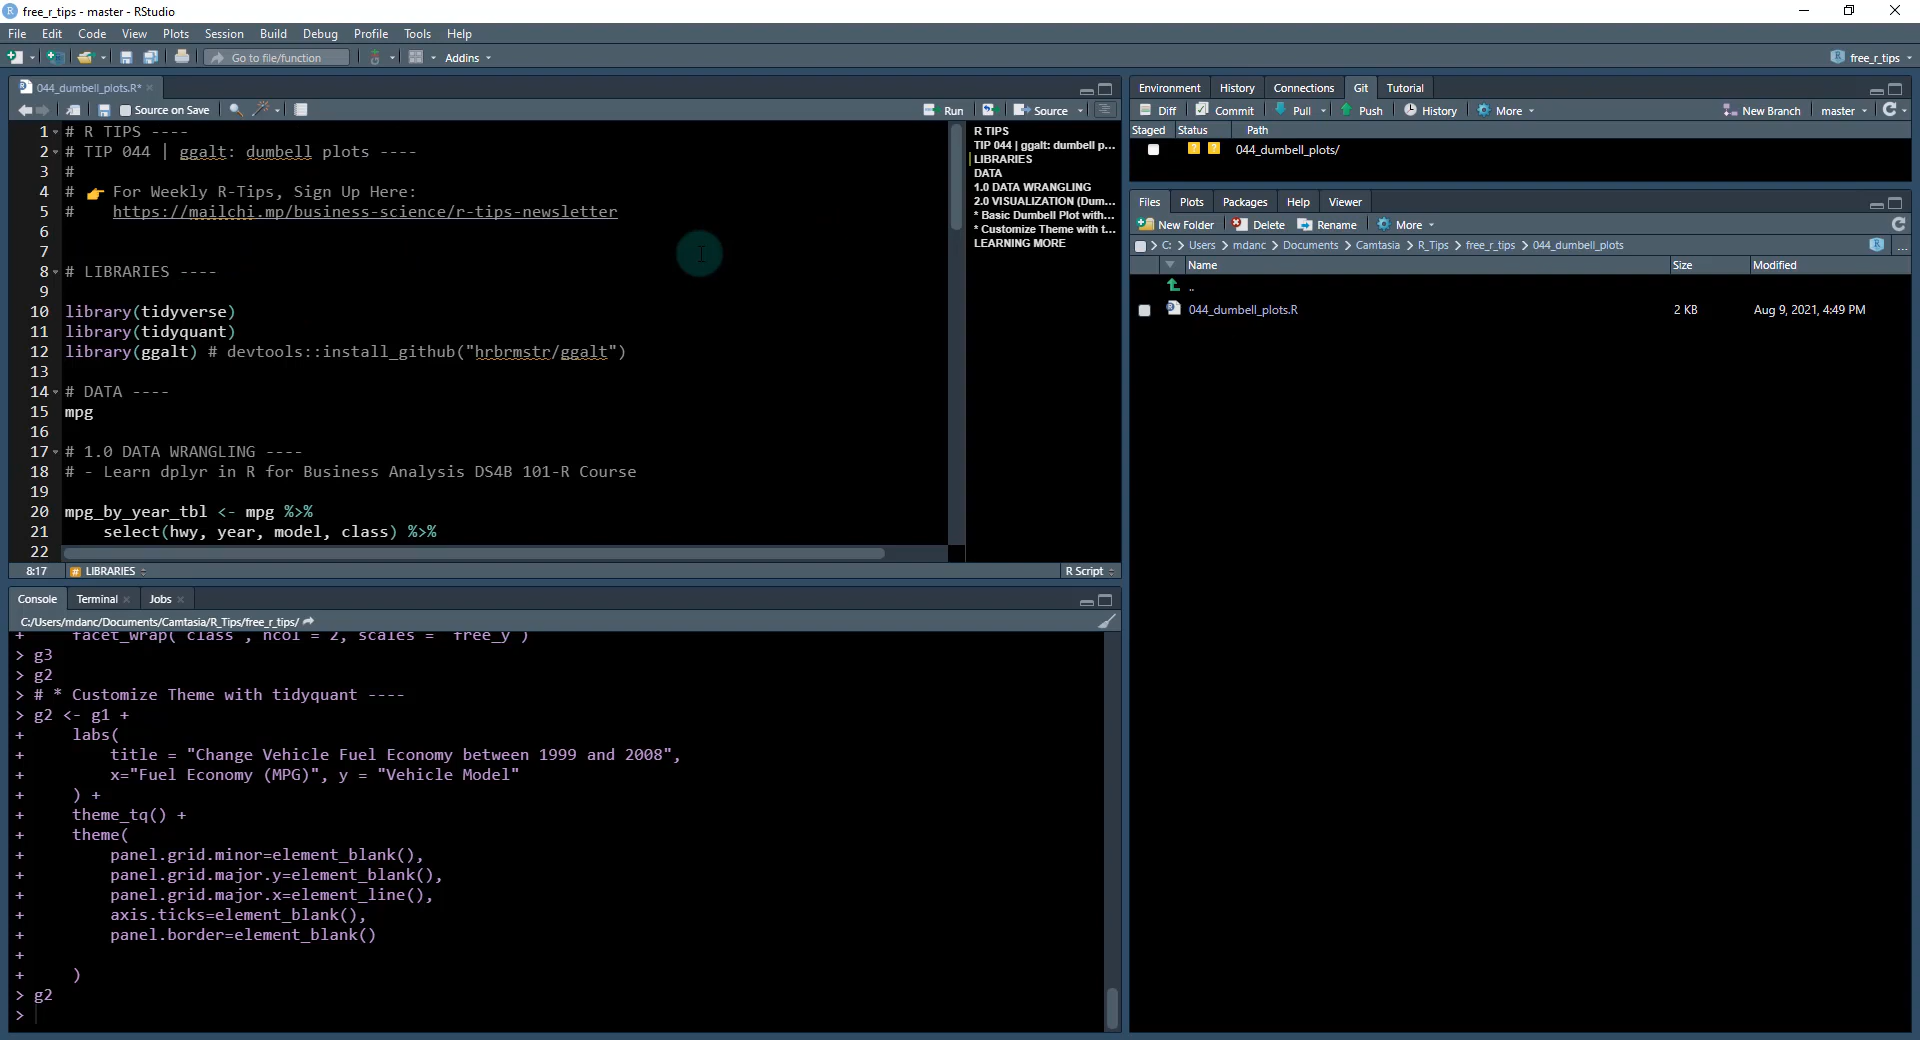 free_r_tips - master - RStudio
File Edit Code View Plots Session Build Debug Profile Tools Help
Go to file/function Addins free_r_tips
044_dumbell_plots.R*
Source on Save Run Source
1 # R TIPS ----
2 # TIP 044 | ggalt: dumbell plots ----
3 #
4 # 👉 For Weekly R-Tips, Sign Up Here:
5 # https://mailchi.mp/business-science/r-tips-newsletter
6
7
8 # LIBRARIES ----
9
10 library(tidyverse)
11 library(tidyquant)
12 library(ggalt) # devtools::install_github("hrbrmstr/ggalt")
13
14 # DATA ----
15 mpg
16
17 # 1.0 DATA WRANGLING ----
18 # - Learn dplyr in R for Business Analysis DS4B 101-R Course
19
20 mpg_by_year_tbl <- mpg %>%
21 select(hwy, year, model, class) %>%
22
R TIPS
TIP 044 | ggalt: dumbell p...
LIBRARIES
DATA
1.0 DATA WRANGLING
2.0 VISUALIZATION (Dum...
* Basic Dumbell Plot with...
* Customize Theme with t...
LEARNING MORE
8:17 # LIBRARIES R Script
Console Terminal Jobs
C:/Users/mdanc/Documents/Camtasia/R_Tips/free_r_tips/
+ facet_wrap( class , ncol = 2, scales = free_y )
> g3
> g2
> # * Customize Theme with tidyquant ----
> g2 <- g1 +
+ labs(
+ title = "Change Vehicle Fuel Economy between 1999 and 2008",
+ x="Fuel Economy (MPG)", y = "Vehicle Model"
+ ) +
+ theme_tq() +
+ theme(
+ panel.grid.minor=element_blank(),
+ panel.grid.major.y=element_blank(),
+ panel.grid.major.x=element_line(),
+ axis.ticks=element_blank(),
+ panel.border=element_blank()
+
+ )
> g2
>
Environment History Connections Git Tutorial
Diff Commit Pull Push History More New Branch master
Staged Status Path
? ? 044_dumbell_plots/
Files Plots Packages Help Viewer
New Folder Delete Rename More
C: > Users > mdanc > Documents > Camtasia > R_Tips > free_r_tips > 044_dumbell_plots ...
Name Size Modified
..
044_dumbell_plots.R 2 KB Aug 9, 2021, 4:49 PM